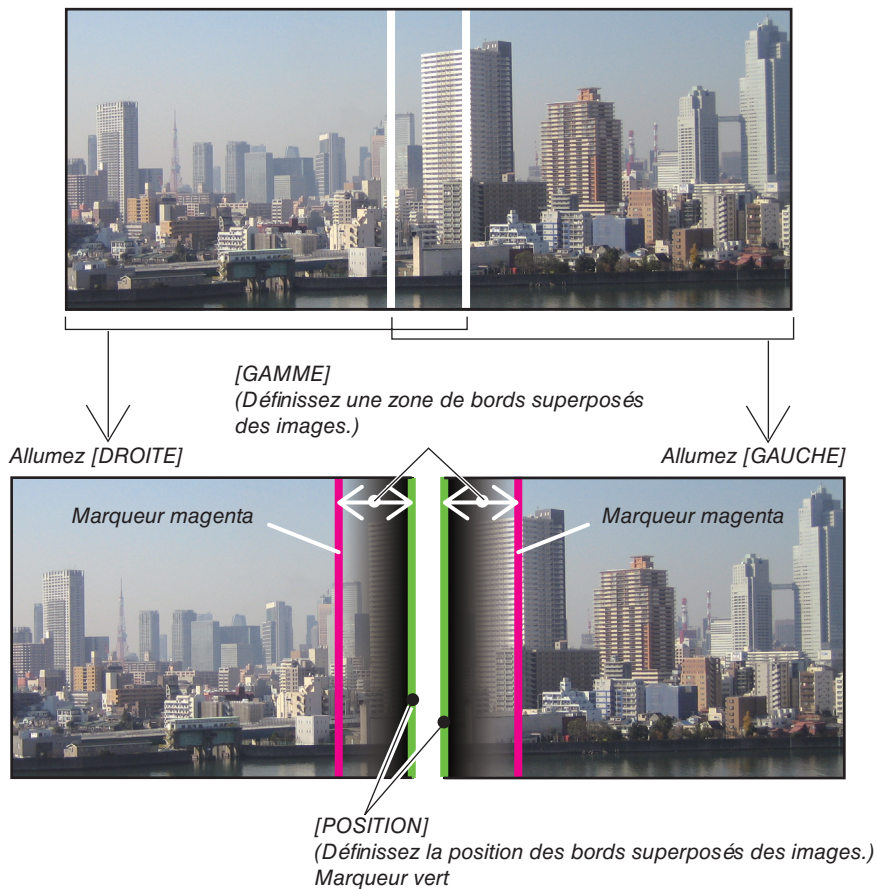 [GAMME]
(Définissez une zone de bords superposés
des images.)
Allumez [DROITE]
Allumez [GAUCHE]
Marqueur magenta
Marqueur magenta
[POSITION]
(Définissez la position des bords superposés des images.)
Marqueur vert